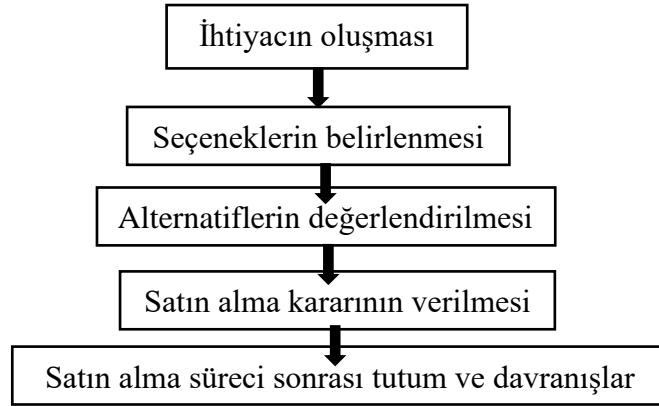 İhtiyacın oluşması
Seçeneklerin belirlenmesi
Alternatiflerin değerlendirilmesi
Satın alma kararının verilmesi
Satın alma süreci sonrası tutum ve davranışlar